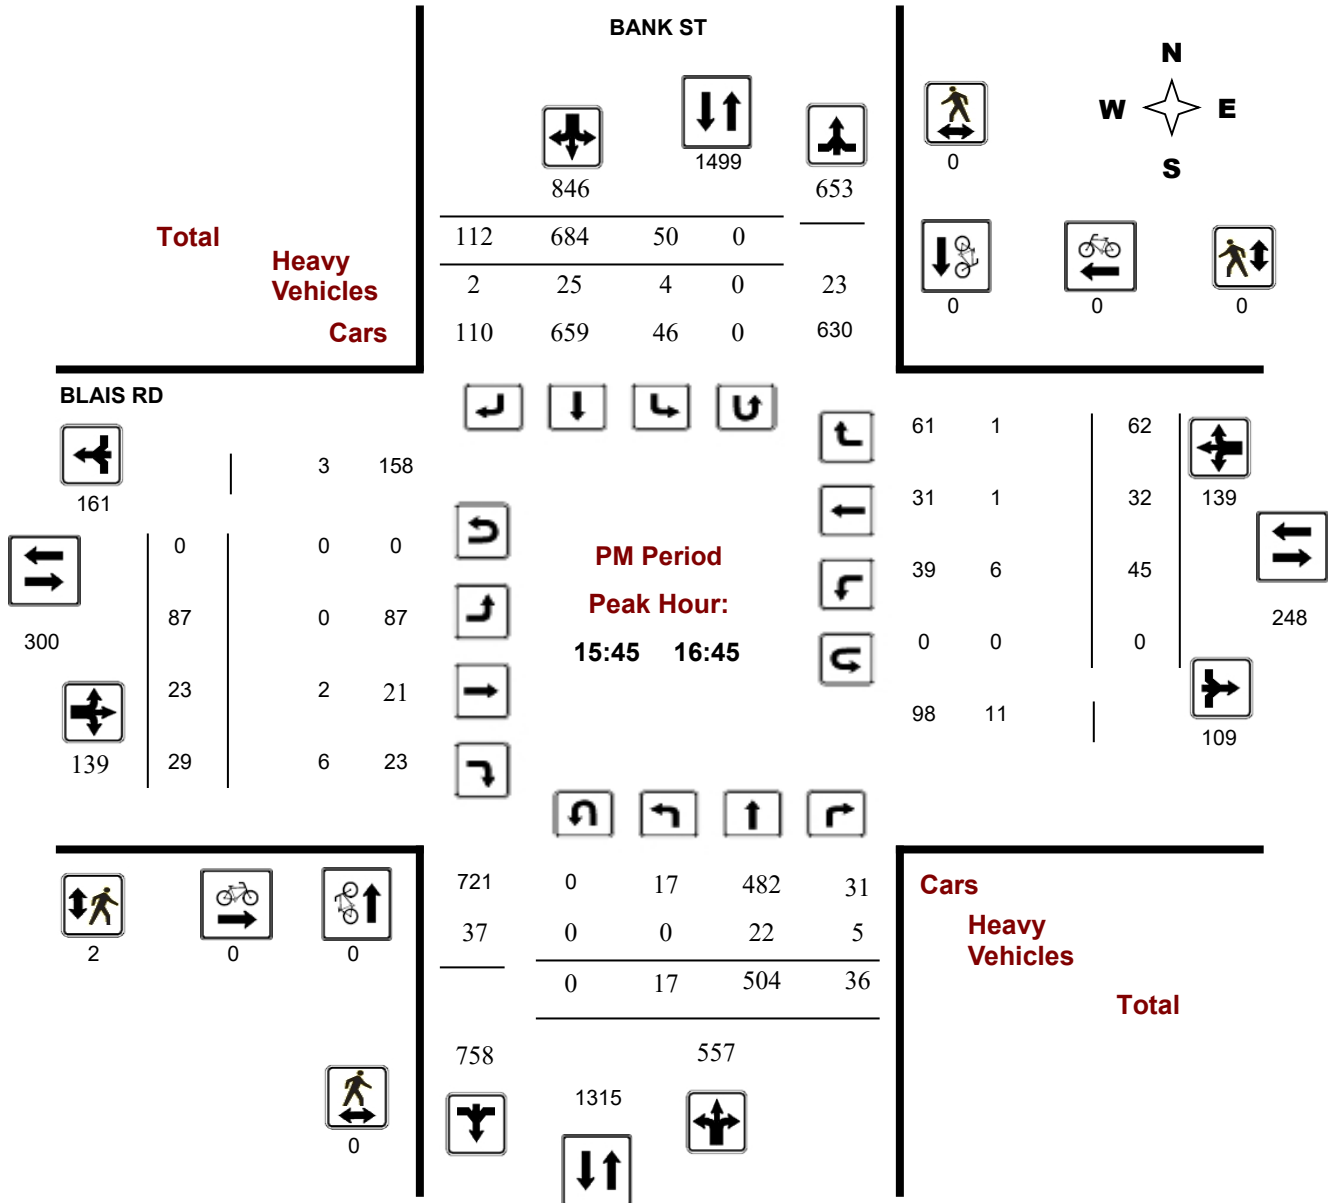 BANK ST
N
W E
S
1499
0
846
653
Total
112 684 50 0
Heavy
Vehicles
2 25 4 0 23
Cars
110 659 46 0 630
0 0 0
BLAIS RD
61 1 62
3 158
161
31 1 32
139
0 0 0
PM Period
39 6 45
Peak Hour:
87 0 87
248
300
15:45 16:45
0 0 0
23 2 21
98 11
109
139
29 6 23
721 0 17 482 31
Cars
37 0 0 22 5
Heavy
Vehicles
2 0 0
0 17 504 36
Total
758
557
1315
0